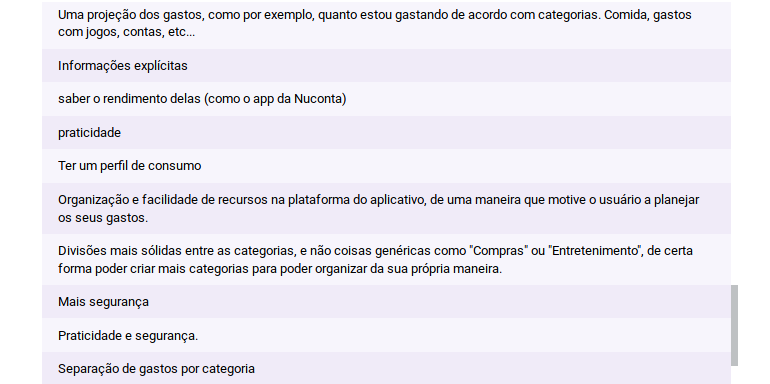 Uma projeção dos gastos, como por exemplo, quanto estou gastando de acordo com categorias. Comida, gastos
com jogos, contas, etc...
Informações explícitas
saber o rendimento delas (como o app da Nuconta)
praticidade
Ter um perfil de consumo
Organização e facilidade de recursos na plataforma do aplicativo, de uma maneira que motive o usuário a planejar
os seus gastos.
Divisões mais sólidas entre as categorias, e não coisas genéricas como "Compras" ou "Entretenimento", de certa
forma poder criar mais categorias para poder organizar da sua própria maneira.
Mais segurança
Praticidade e segurança.
Separação de gastos por categoria